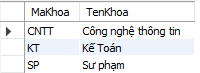 MaKhoa TenKhoa
CNTT Công nghệ thông tin
KT Kế Toán
SP Sư phạm